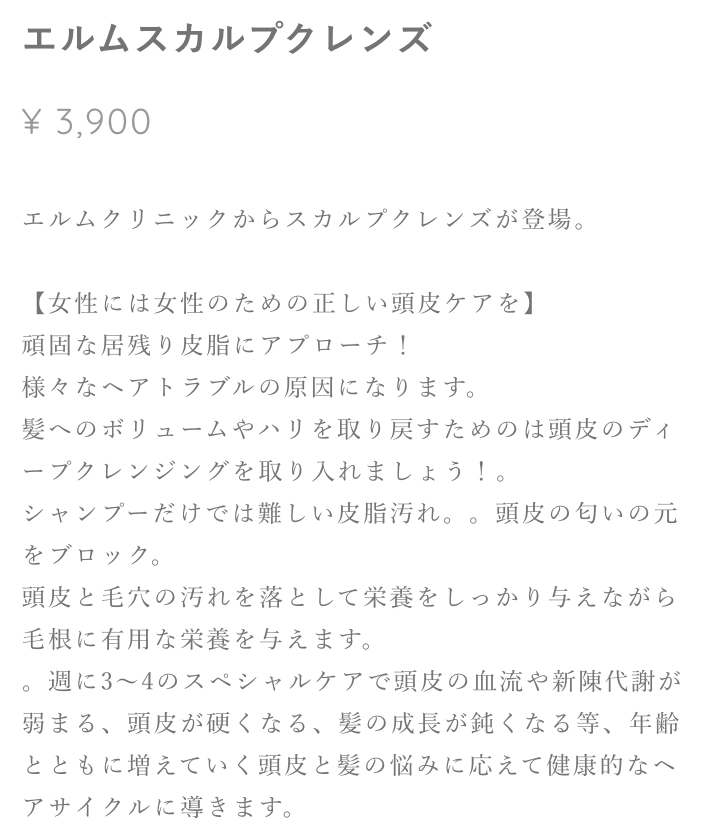 エルムスカルプクレンズ
¥ 3,900
エルムクリニックからスカルプクレンズが登場。
【女性には女性のための正しい頭皮ケアを】
頑固な居残り皮脂にアプローチ！
様々なヘアトラブルの原因になります。
髪へのボリュームやハリを取り戻すためのは頭皮のディ
ープクレンジングを取り入れましょう！。
シャンプーだけでは難しい皮脂汚れ。。頭皮の匂いの元
をブロック。
頭皮と毛穴の汚れを落として栄養をしっかり与えながら
毛根に有用な栄養を与えます。
。週に3〜4のスペシャルケアで頭皮の血流や新陳代謝が
弱まる、頭皮が硬くなる、髪の成長が鈍くなる等、年齢
とともに増えていく頭皮と髪の悩みに応えて健康的なヘ
アサイクルに導きます。